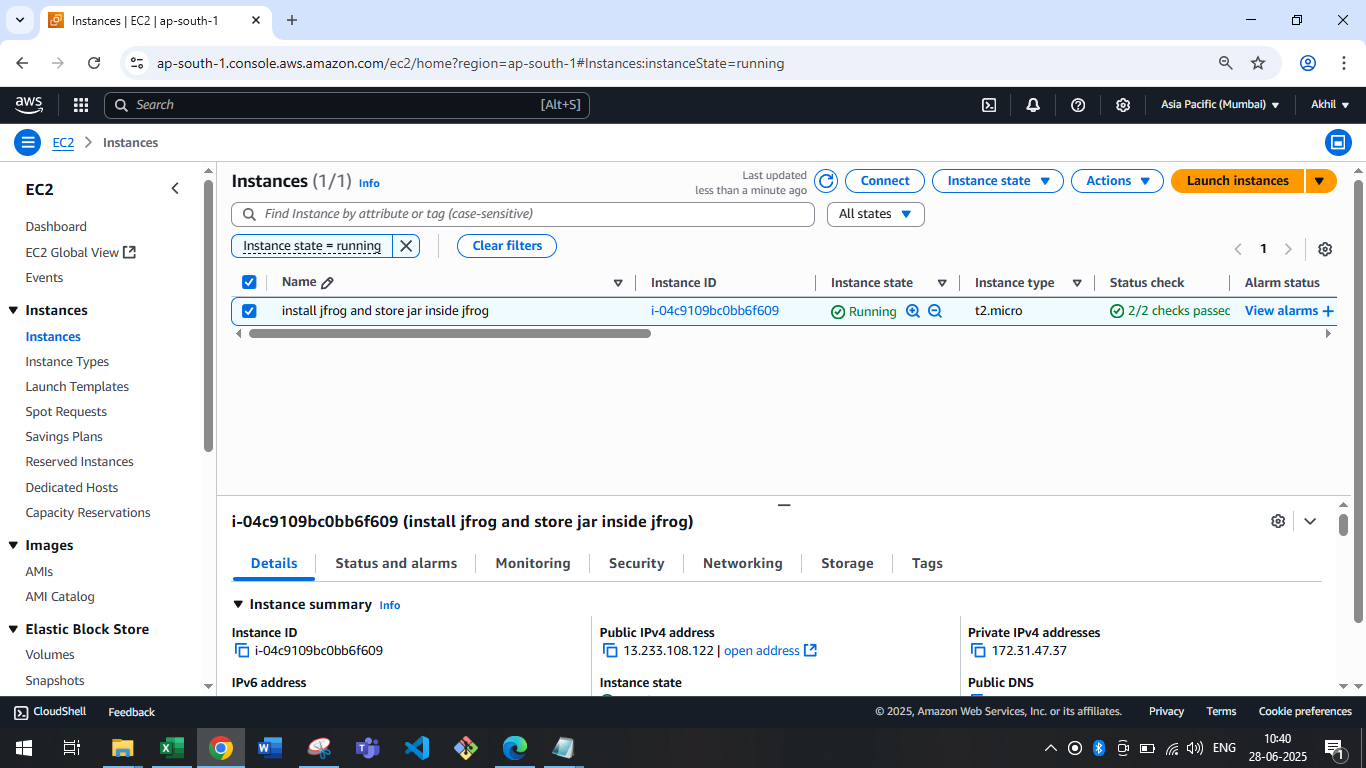 Instances | EC2 | ap-south-1
ap-south-1.console.aws.amazon.com/ec2/home?region=ap-south-1#Instances:instanceState=running
aws
Search [Alt+S]
Asia Pacific (Mumbai)
Akhil
EC2 Instances
EC2
Dashboard
EC2 Global View
Events
Instances
Instances
Instance Types
Launch Templates
Spot Requests
Savings Plans
Reserved Instances
Dedicated Hosts
Capacity Reservations
Images
AMIs
AMI Catalog
Elastic Block Store
Volumes
Snapshots
Instances (1/1) Info
Last updated
less than a minute ago
Connect
Instance state
Actions
Launch instances
Find Instance by attribute or tag (case-sensitive)
All states
Instance state = running
Clear filters
1
Name Instance ID Instance state Instance type Status check Alarm status
install jfrog and store jar inside jfrog i-04c9109bc0bb6f609 Running t2.micro 2/2 checks passec View alarms +
i-04c9109bc0bb6f609 (install jfrog and store jar inside jfrog)
Details Status and alarms Monitoring Security Networking Storage Tags
Instance summary Info
Instance ID
i-04c9109bc0bb6f609
Public IPv4 address
13.233.108.122 | open address
Private IPv4 addresses
172.31.47.37
IPv6 address
Instance state
Public DNS
CloudShell Feedback
© 2025, Amazon Web Services, Inc. or its affiliates. Privacy Terms Cookie preferences
ENG
10:40
28-06-2025
1